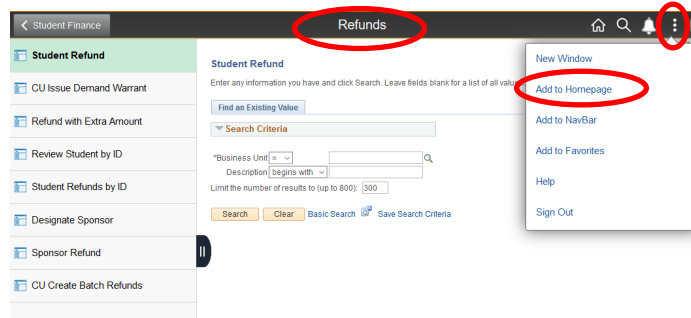 Student Finance
Refunds
Student Refund
CU Issue Demand Warrant
Refund with Extra Amount
Review Student by ID
Student Refunds by ID
Designate Sponsor
Sponsor Refund
CU Create Batch Refunds
Student Refund
Enter any information you have and click Search. Leave fields blank for a list of all
Find an Existing Value
Search Criteria
*Business Unit =
Description begins with
Limit the number of results to (up to 800): 300
Search Clear Basic Search Save Search Criteria
New Window
Add to Homepage
Add to NavBar
Add to Favorites
Help
Sign Out